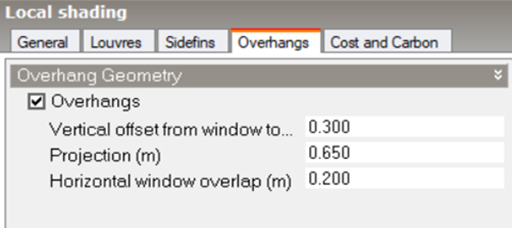 Local shading
General Louvres Sidefins Overhangs Cost and Carbon
Overhang Geometry
Overhangs
Vertical offset from window to... 0.300
Projection (m) 0.650
Horizontal window overlap (m) 0.200